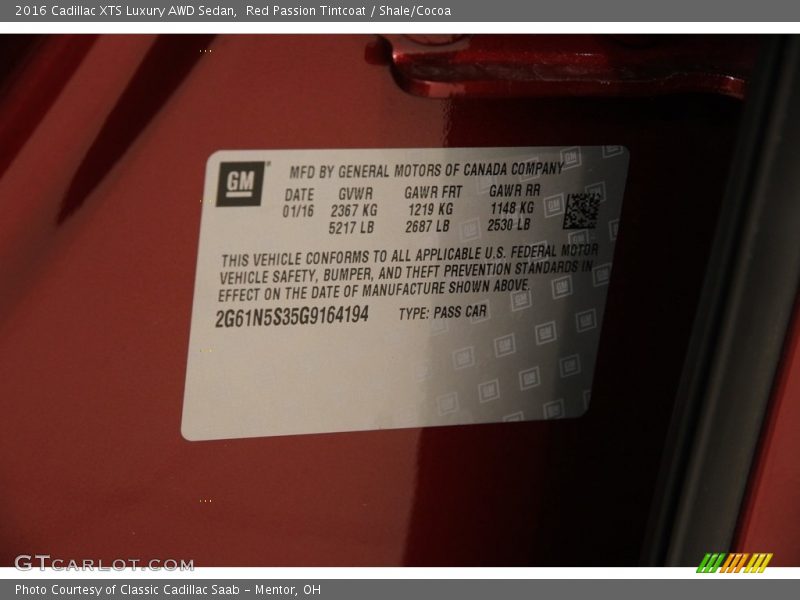 2016 Cadillac XTS Luxury AWD Sedan, Red Passion Tintcoat / Shale/Cocoa
GM
MFD BY GENERAL MOTORS OF CANADA COMPANY
DATE GVWR GAWR FRT GAWR RR
01/16 2367 KG 1219 KG 1148 KG
5217 LB 2687 LB 2530 LB
THIS VEHICLE CONFORMS TO ALL APPLICABLE U.S. FEDERAL MOTOR
VEHICLE SAFETY, BUMPER, AND THEFT PREVENTION STANDARDS IN
EFFECT ON THE DATE OF MANUFACTURE SHOWN ABOVE.
2G61N5S35G9164194 TYPE: PASS CAR
GTCARLOT.COM
Photo Courtesy of Classic Cadillac Saab - Mentor, OH